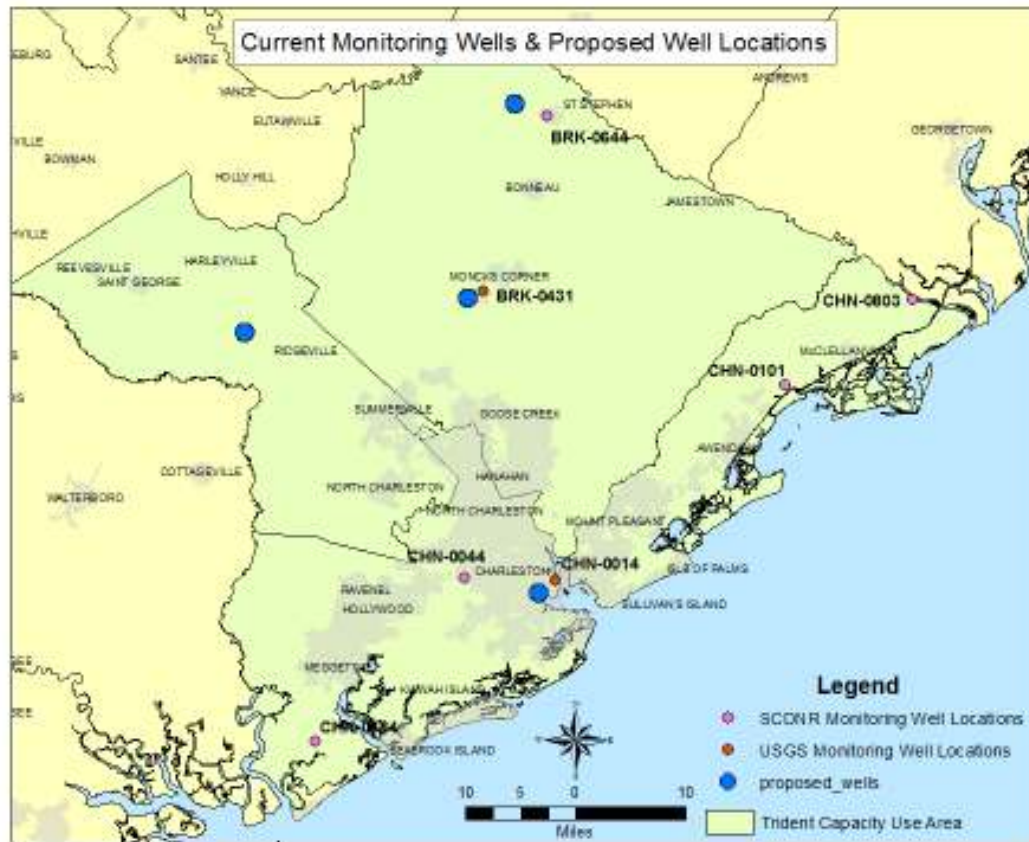 Current Monitoring Wells & Proposed Well Locations
SANTEE
VANCE
EUTAWVILLE
ANDREWS
GEORGETOWN
ST STEPHEN
BRK-0644
BOWMAN
HOLLY HILL
BONNEAU
JAMESTOWN
REEVESVILLE
HARLEYVILLE
SAINT GEORGE
MONCKS CORNER
BRK-0431
CHN-0803
RIDGEVILLE
CHN-0101
SUMMERVILLE
GOOSE CREEK
COTTAGEVILLE
WALTERBORO
HANAHAN
NORTH CHARLESTON
NORTH CHARLESTON
MOUNT PLEASANT
CHN-0044
CHARLESTON
CHN-0014
ISLE OF PALMS
RAVENEL
HOLLYWOOD
SULLIVAN'S ISLAND
KIAWAH ISLAND
SEABROOK ISLAND
Legend
SCDNR Monitoring Well Locations
USGS Monitoring Well Locations
proposed_wells
Trident Capacity Use Area
10 5 0 10
Miles